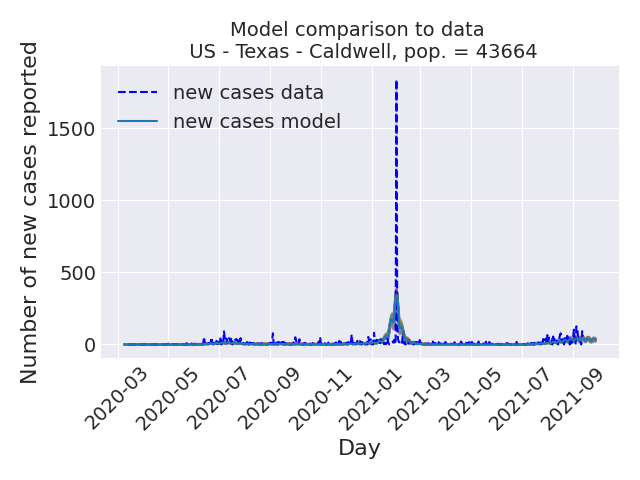 Model comparison to data
US - Texas - Caldwell, pop. = 43664
Number of new cases reported
new cases data
new cases model
1500
1000
500
0
2020-03
2020-05
2020-07
2020-09
2020-11
2021-01
2021-03
2021-05
2021-07
2021-09
Day